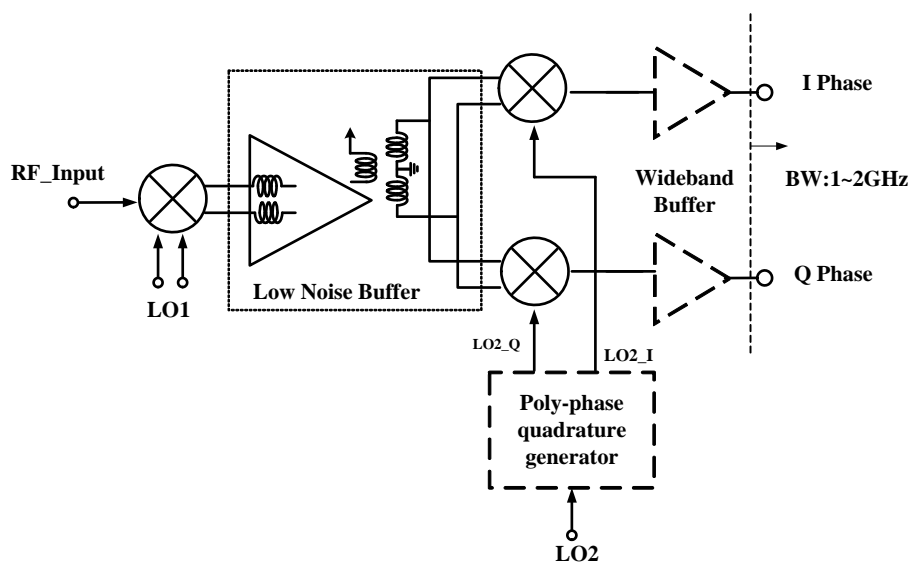 I Phase
RF_Input
Wideband
Buffer
BW:1~2GHz
Low Noise Buffer
Q Phase
LO1
LO2_Q
LO2_I
Poly-phase
quadrature
generator
LO2